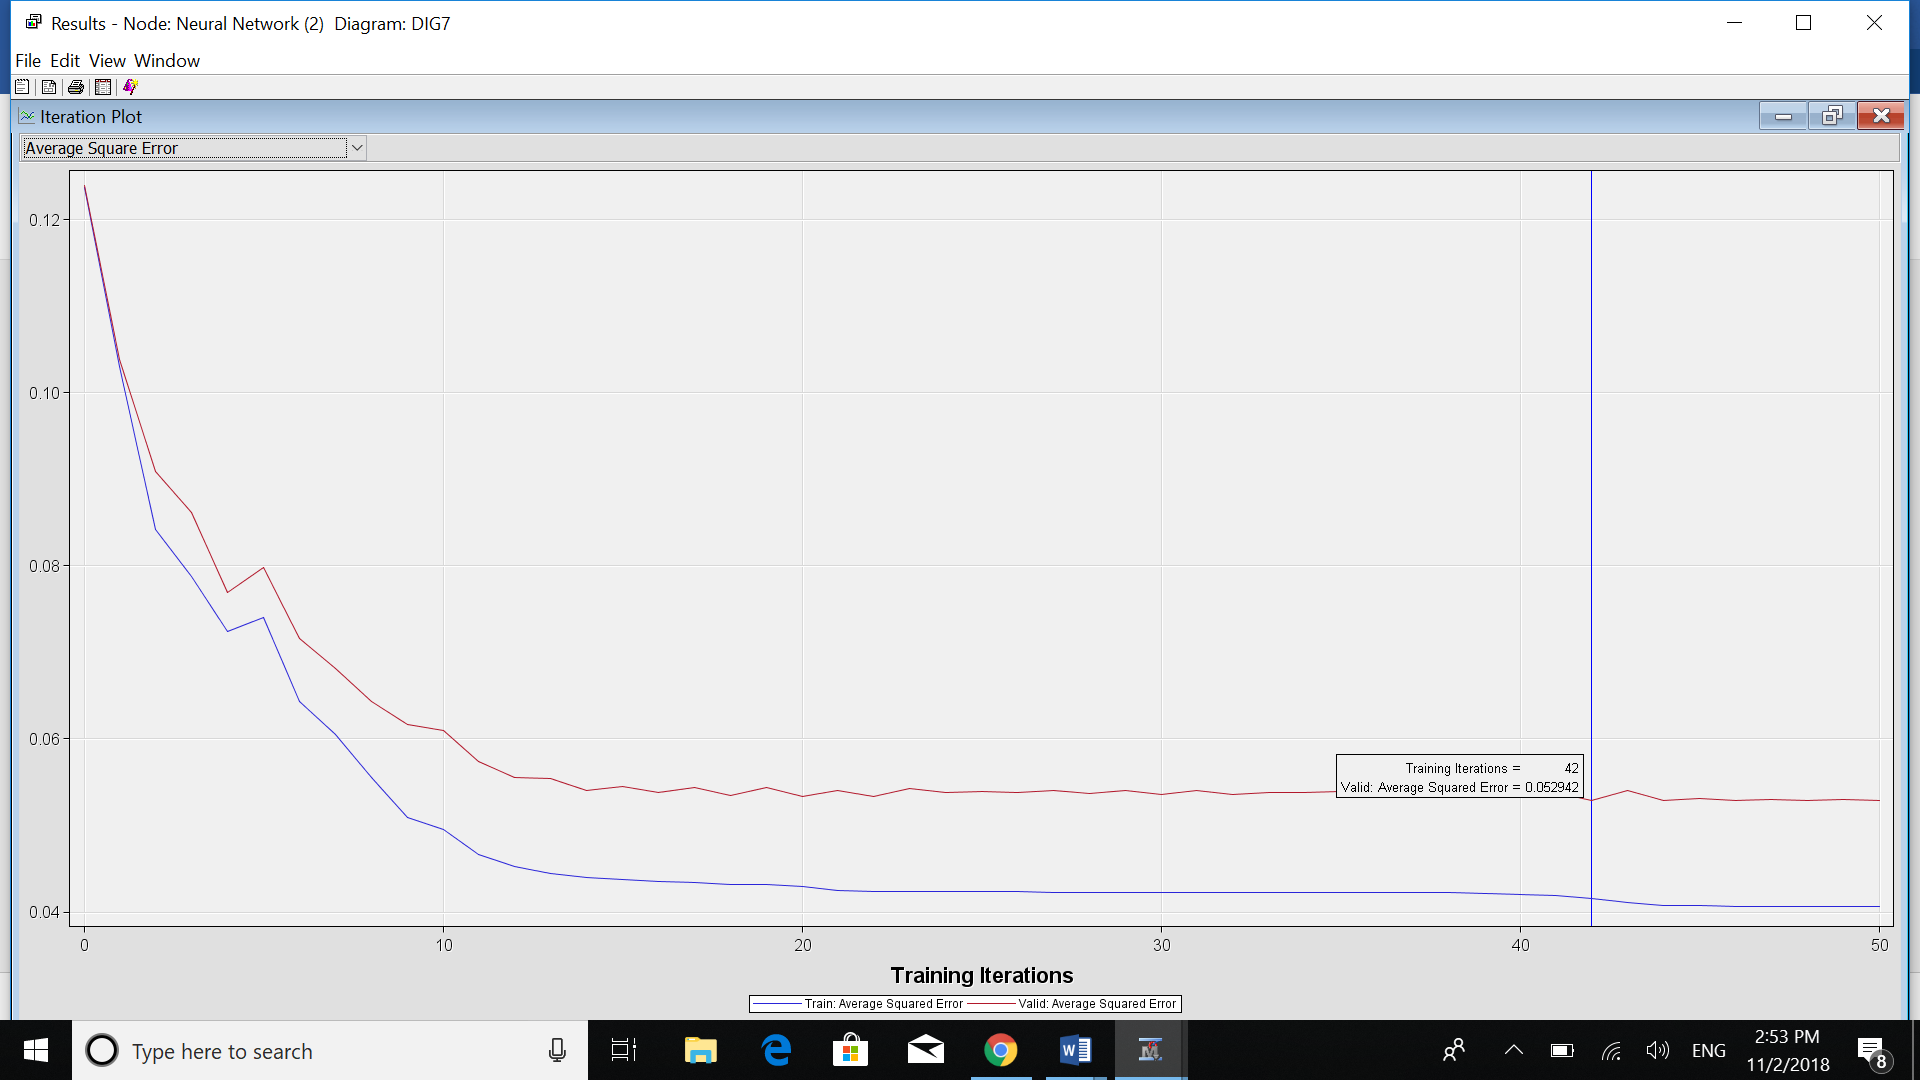 Results - Node: Neural Network (2) Diagram: DIG7
File Edit View Window
Iteration Plot
Average Square Error
0.12
0.10
0.08
0.06
0.04
Training Iterations = 42
Valid: Average Squared Error = 0.052942
0 10 20 30 40 50
Training Iterations
Train: Average Squared Error Valid: Average Squared Error
Type here to search
ENG
2:53 PM
11/2/2018
8